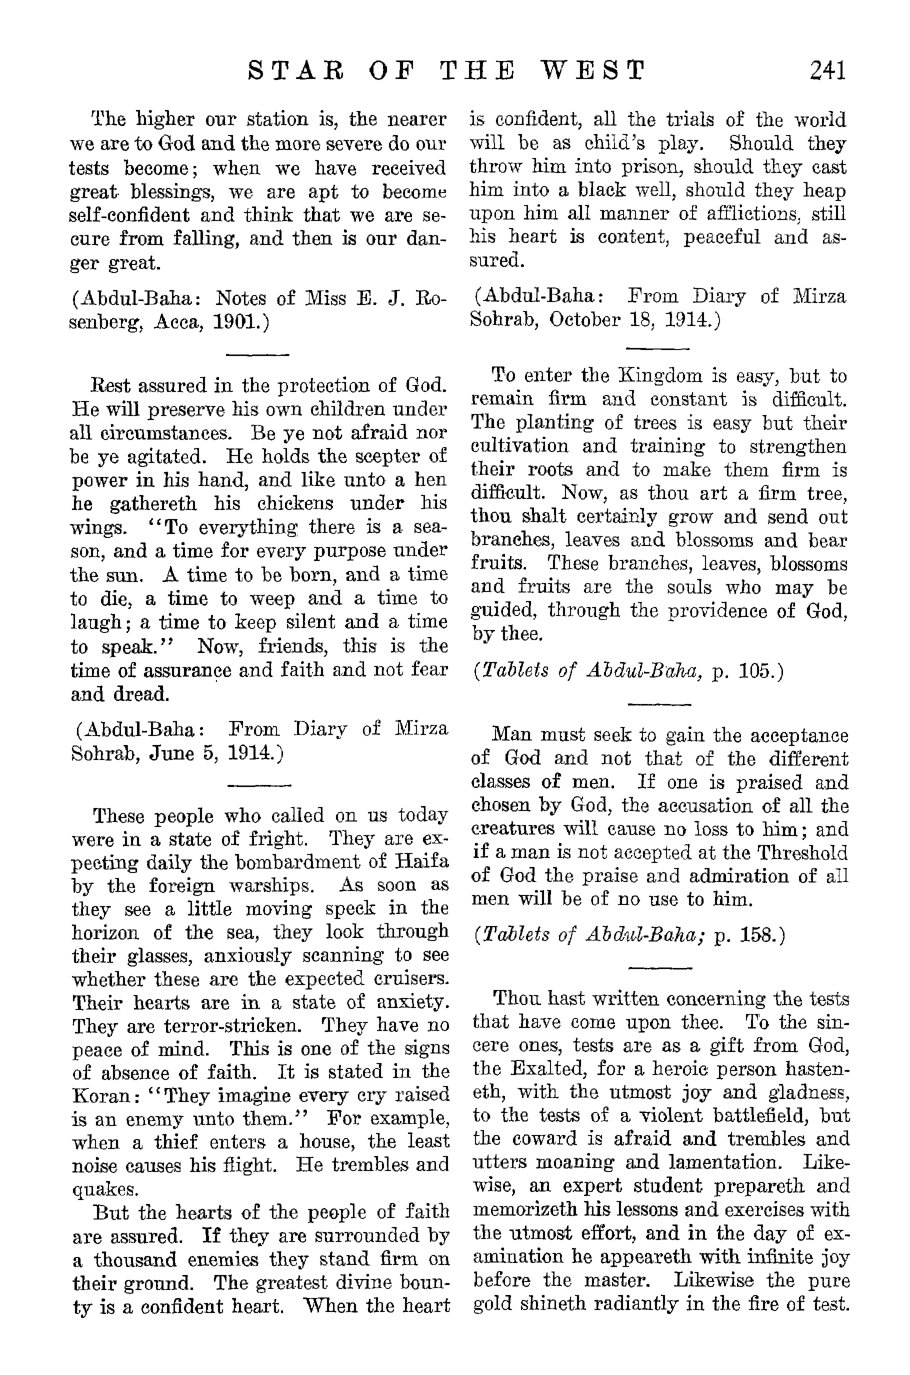 STAR OF THE WEST 241
The higher our station is, the nearer
we are to God and the more severe do our
tests become; when we have received
great blessings, we are apt to become
self-confident and think that we are se-
cure from falling, and then is our dan-
ger great.
(Abdul-Baha: Notes of Miss E. J. Ro-
senberg, Acca, 1901.)
Rest assured in the protection of God.
He will preserve his own children under
all circumstances. Be ye not afraid nor
be ye agitated. He holds the scepter of
power in his hand, and like unto a hen
he gathereth his chickens under his
wings. “To everything there is a sea-
son, and a time for every purpose under
the sun. A time to be born, and a time
to die, a time to weep and a time to
laugh; a time to keep silent and a time
to speak.” Now, friends, this is the
time of assurance and faith and not fear
and dread.
(Abdul-Baha: From Diary of Mirza
Sohrab, June 5, 1914.)
These people who called on us today
were in a state of fright. They are ex-
pecting daily the bombardment of Haifa
by the foreign warships. As soon as
they see a little moving speck in the
horizon of the sea, they look through
their glasses, anxiously scanning to see
whether these are the expected cruisers.
Their hearts are in a state of anxiety.
They are terror-stricken. They have no
peace of mind. This is one of the signs
of absence of faith. It is stated in the
Koran: “They imagine every cry raised
is an enemy unto them.” For example,
when a thief enters a house, the least
noise causes his flight. He trembles and
quakes.
But the hearts of the people of faith
are assured. If they are surrounded by
a thousand enemies they stand firm on
their ground. The greatest divine boun-
ty is a confident heart. When the heart
is confident, all the trials of the world
will be as child's play. Should they
throw him into prison, should they cast
him into a black well, should they heap
upon him all manner of afflictions, still
his heart is content, peaceful and as-
sured.
(Abdul-Baha: From Diary of Mirza
Sohrab, October 18, 1914.)
To enter the Kingdom is easy, but to
remain firm and constant is difficult.
The planting of trees is easy but their
cultivation and training to strengthen
their roots and to make them firm is
difficult. Now, as thou art a firm tree,
thou shalt certainly grow and send out
branches, leaves and blossoms and bear
fruits. These branches, leaves, blossoms
and fruits are the souls who may be
guided, through the providence of God,
by thee.
(Tablets of Abdul-Baha, p. 105.)
Man must seek to gain the acceptance
of God and not that of the different
classes of men. If one is praised and
chosen by God, the accusation of all the
creatures will cause no loss to him; and
if a man is not accepted at the Threshold
of God the praise and admiration of all
men will be of no use to him.
(Tablets of Abdul-Baha; p. 158.)
Thou hast written concerning the tests
that have come upon thee. To the sin-
cere ones, tests are as a gift from God,
the Exalted, for a heroic person hasten-
eth, with the utmost joy and gladness,
to the tests of a violent battlefield, but
the coward is afraid and trembles and
utters moaning and lamentation. Like-
wise, an expert student prepareth and
memorizeth his lessons and exercises with
the utmost effort, and in the day of ex-
amination he appeareth with infinite joy
before the master. Likewise the pure
gold shineth radiantly in the fire of test.